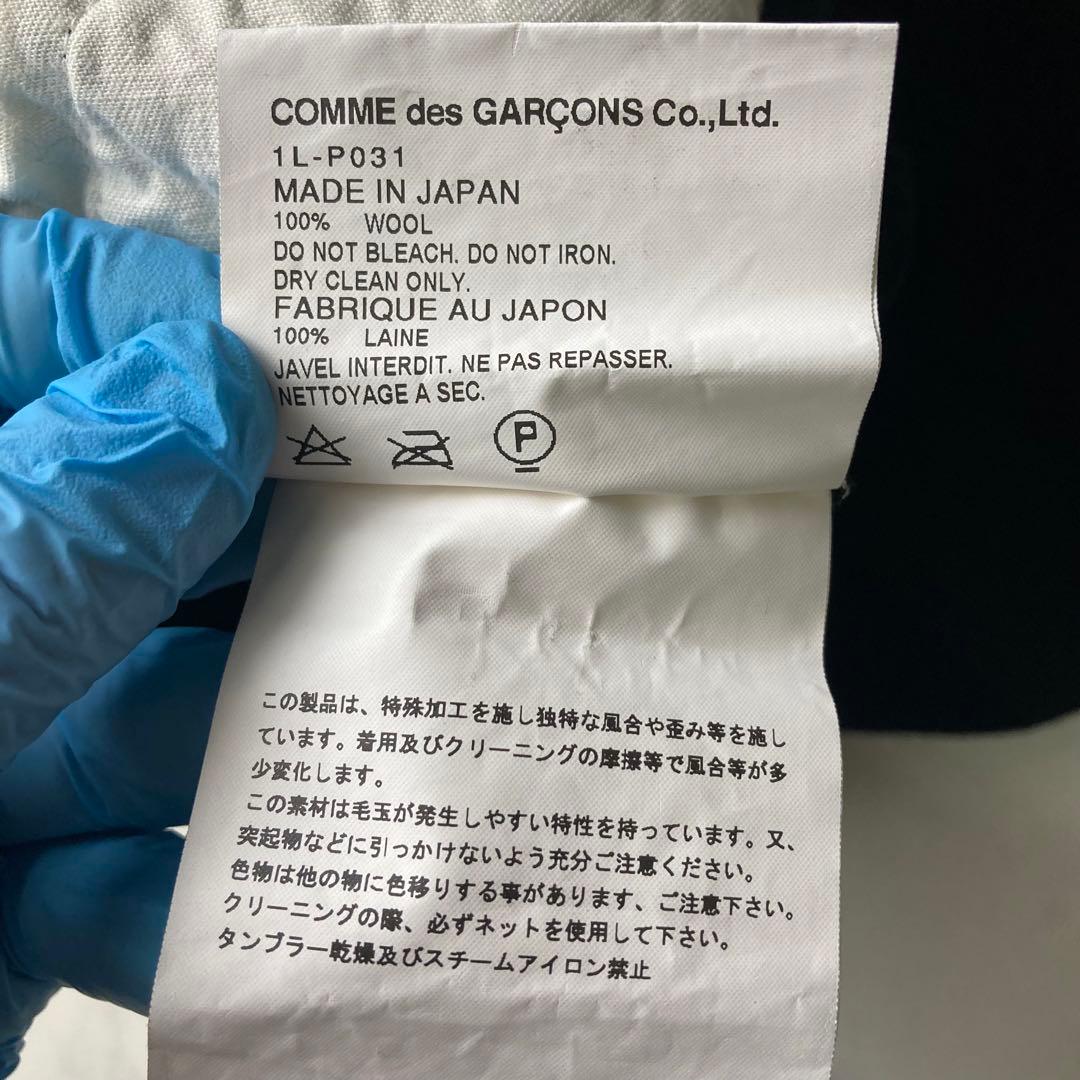 COMME des GARÇONS Co.,Ltd.
1L-P031
MADE IN JAPAN
100% WOOL
DO NOT BLEACH. DO NOT IRON.
DRY CLEAN ONLY.
FABRIQUE AU JAPON
100% LAINE
JAVEL INTERDIT. NE PAS REPASSER.
NETTOYAGE A SEC.
P
この製品は、特殊加工を施し独特な風合や歪み等を施し
ています。着用及びクリーニングの摩擦等で風合等が多
少変化します。
この素材は毛玉が発生しやすい特性を持っています。又、
突起物などに引っかけないよう充分ご注意ください。
色物は他の物に色移りする事があります、ご注意下さい。
クリーニングの際、必ずネットを使用して下さい。
タンブラー乾燥及びスチームアイロン禁止